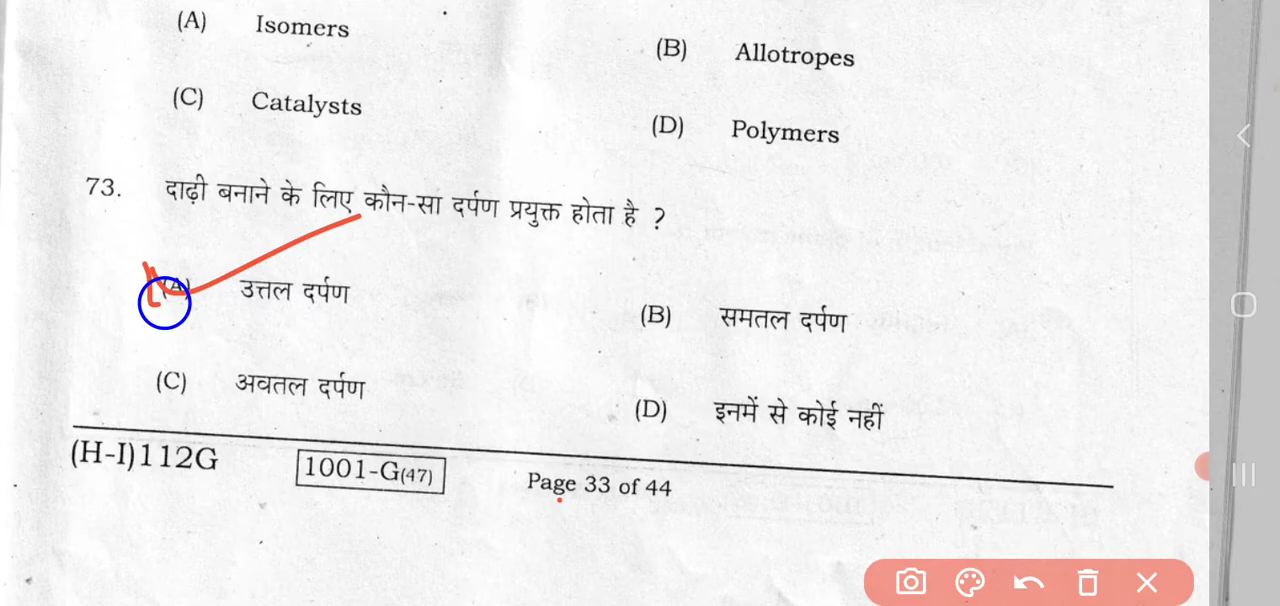 (A) Isomers
(B) Allotropes
(C) Catalysts
(D) Polymers
73. दाढ़ी बनाने के लिए कौन-सा दर्पण प्रयुक्त होता है ?
(A) उत्तल दर्पण
(B) समतल दर्पण
(C) अवतल दर्पण
(D) इनमें से कोई नहीं
(H-I)112G 1001-G(47) Page 33 of 44